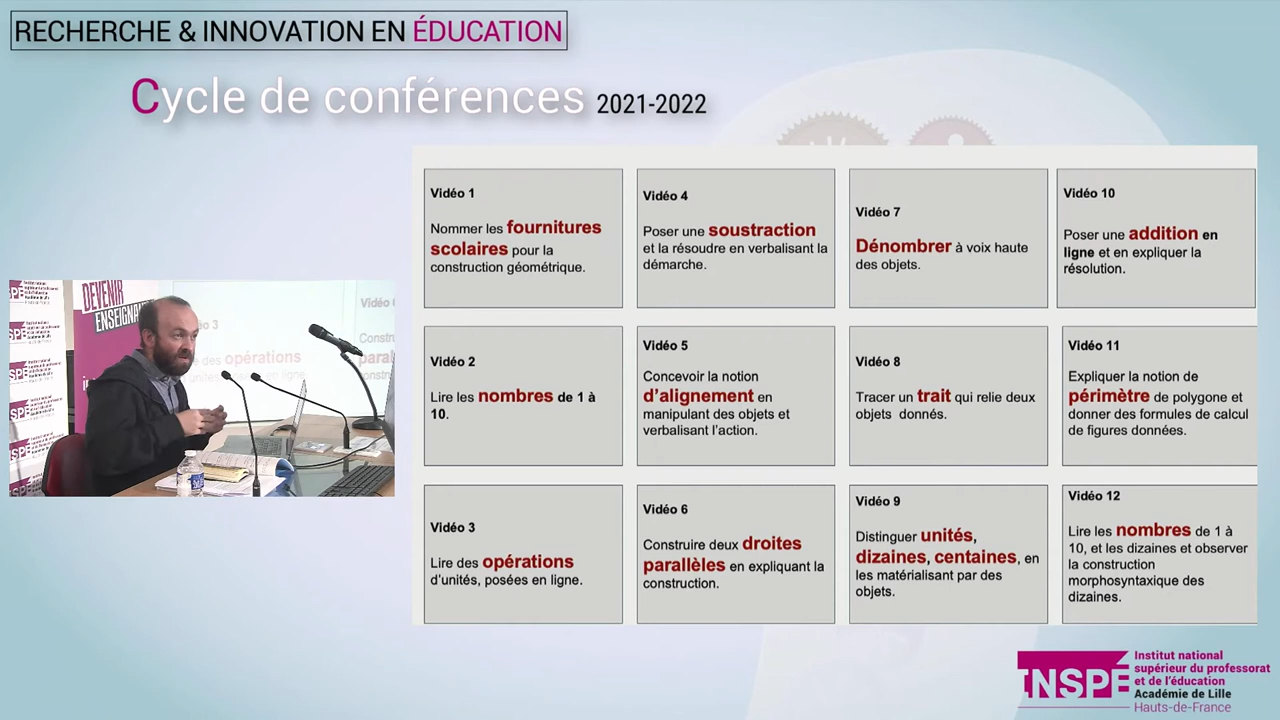 RECHERCHE & INNOVATION EN ÉDUCATION
Cycle de conférences 2021-2022
Vidéo 1
Nommer les fournitures
scolaires pour la
construction géométrique.
Vidéo 4
Poser une soustraction
et la résoudre en verbalisant la
démarche.
Vidéo 7
Dénombrer à voix haute
des objets.
Vidéo 10
Poser une addition en
ligne et en expliquer la
résolution.
Vidéo 2
Lire les nombres de 1 à
10.
Vidéo 5
Concevoir la notion
d’alignement en
manipulant des objets et
verbalisant l’action.
Vidéo 8
Tracer un trait qui relie deux
objets donnés.
Vidéo 11
Expliquer la notion de
périmètre de polygone et
donner des formules de calcul
de figures données.
Vidéo 3
Lire des opérations
d’unités, posées en ligne.
Vidéo 6
Construire deux droites
parallèles en expliquant la
construction.
Vidéo 9
Distinguer unités,
dizaines, centaines, en
les matérialisant par des
objets.
Vidéo 12
Lire les nombres de 1 à
10, et les dizaines et observer
la construction
morphosyntaxique des
dizaines.
DEVENIR
ENSEIGNA
des opérations
INSPÉ
Institut national
supérieur du professorat
et de l'éducation
Académie de Lille
Hauts-de-France